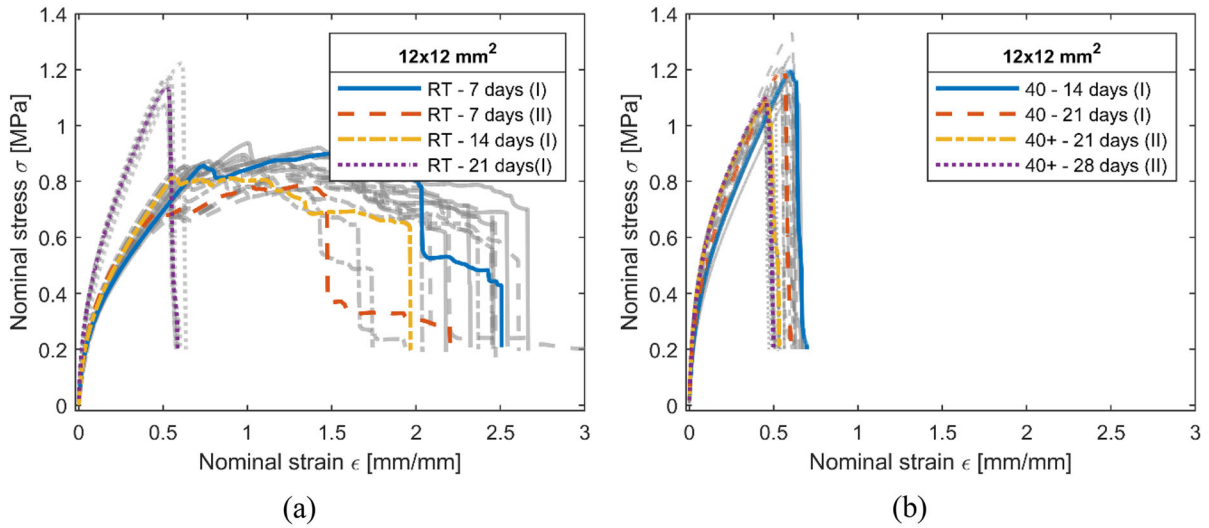 1.4
1.2
1
0.8
0.6
0.4
0.2
0
Nominal stress σ [MPa]
12x12 mm²
RT - 7 days (I)
RT - 7 days (II)
RT - 14 days (I)
RT - 21 days(I)
0 0.5 1 1.5 2 2.5 3
Nominal strain ϵ [mm/mm]
(a)
1.4
1.2
1
0.8
0.6
0.4
0.2
0
Nominal stress σ [MPa]
12x12 mm²
40 - 14 days (I)
40 - 21 days (I)
40+ - 21 days (II)
40+ - 28 days (II)
0 0.5 1 1.5 2 2.5 3
Nominal strain ϵ [mm/mm]
(b)